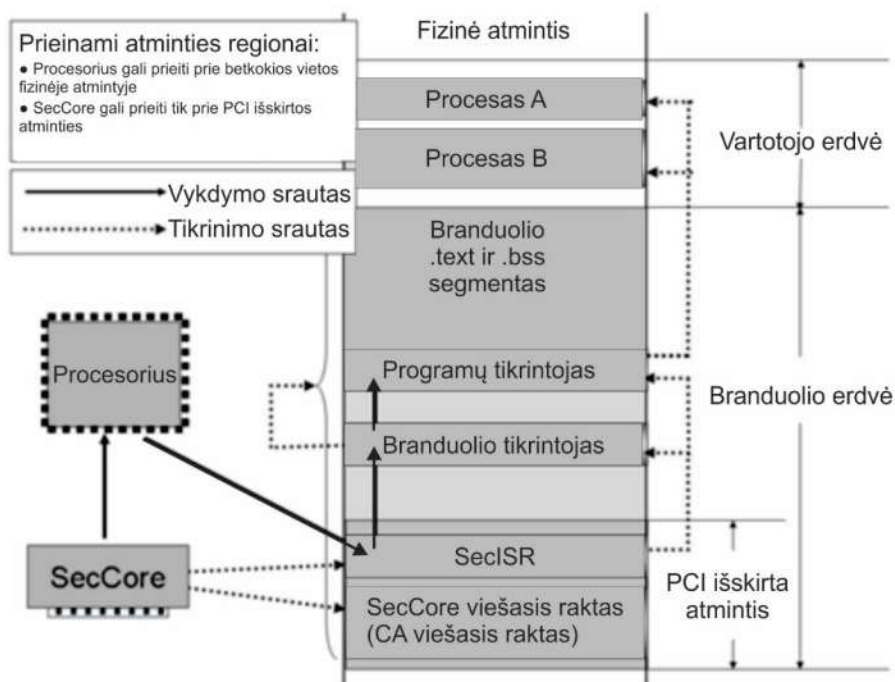 Prieinami atminties regionai:
● Procesorius gali prieiti prie betkokios vietos
fizinėje atmintyje
● SecCore gali prieiti tik prie PCI išskirtos
atminties
Vykdymo srautas
Tikrinimo srautas
Fizinė atmintis
Procesas A
Procesas B
Vartotojo erdvė
Branduolio
.text ir .bss
segmentas
Procesorius
Programų tikrintojas
Branduolio erdvė
Branduolio tikrintojas
SecCore
SecISR
SecCore viešasis raktas
(CA viešasis raktas)
PCI išskirta
atmintis